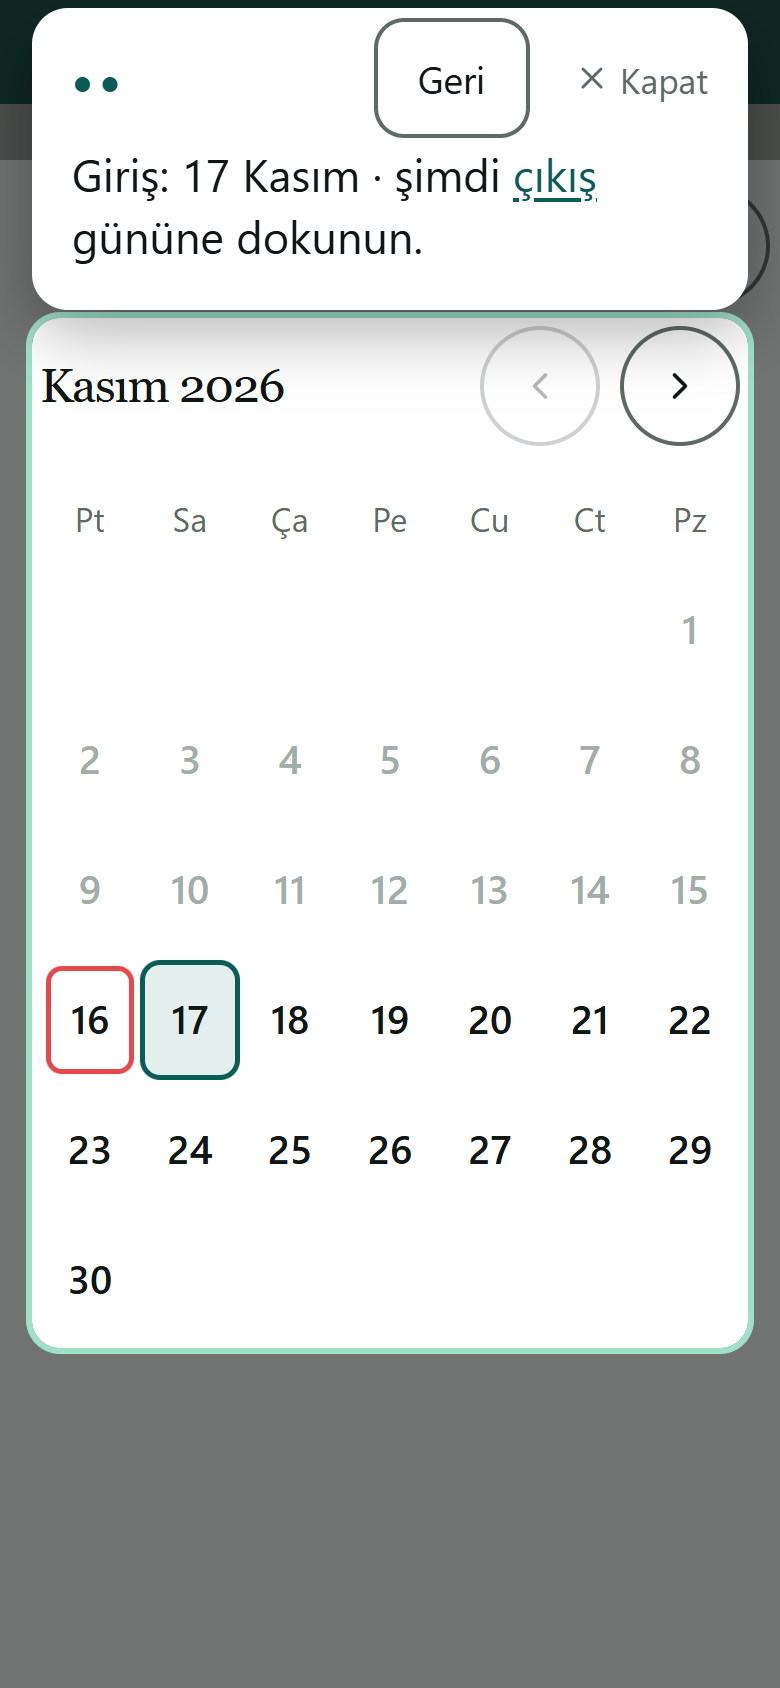 Geri
Kapat
Giriş: 17 Kasım · şimdi çıkış
gününe dokunun.
Kasım 2026
Pt Sa Ça Pe Cu Ct Pz
1
2 3 4 5 6 7 8
9 10 11 12 13 14 15
16 17 18 19 20 21 22
23 24 25 26 27 28 29
30